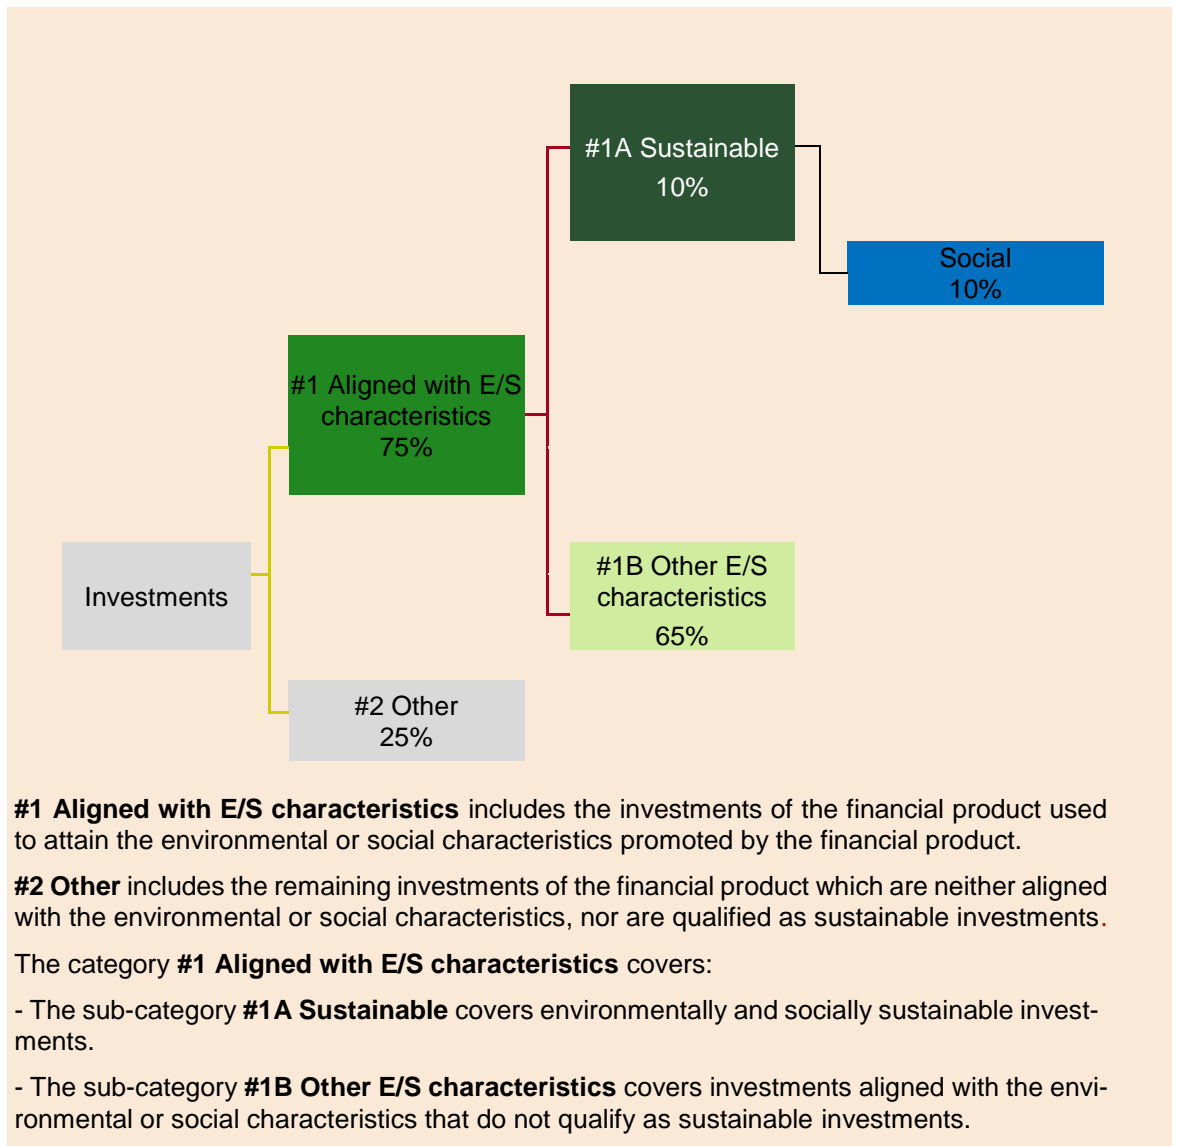 #1A Sustainable
10%
Social
10%
#1 Aligned with E/S
characteristics
75%
Investments
#1B Other E/S
characteristics
65%
#2 Other
25%
#1 Aligned with E/S characteristics includes the investments of the financial product used
to attain the environmental or social characteristics promoted by the financial product.
#2 Other includes the remaining investments of the financial product which are neither aligned
with the environmental or social characteristics, nor are qualified as sustainable investments.
The category #1 Aligned with E/S characteristics covers:
- The sub-category #1A Sustainable covers environmentally and socially sustainable invest-
ments.
- The sub-category #1B Other E/S characteristics covers investments aligned with the envi-
ronmental or social characteristics that do not qualify as sustainable investments.